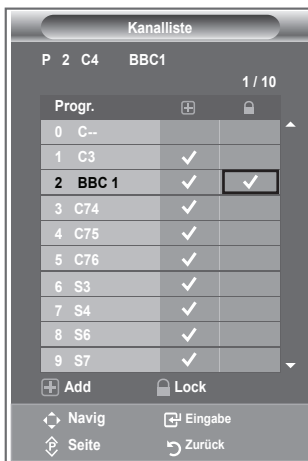 Kanalliste
P 2 C4 BBC1
1 / 10
Progr.
0 C--
1 C3
2 BBC 1
3 C74
4 C75
5 C76
6 S3
7 S4
8 S6
9 S7
Add Lock
Navig Eingabe
P Seite Zurück